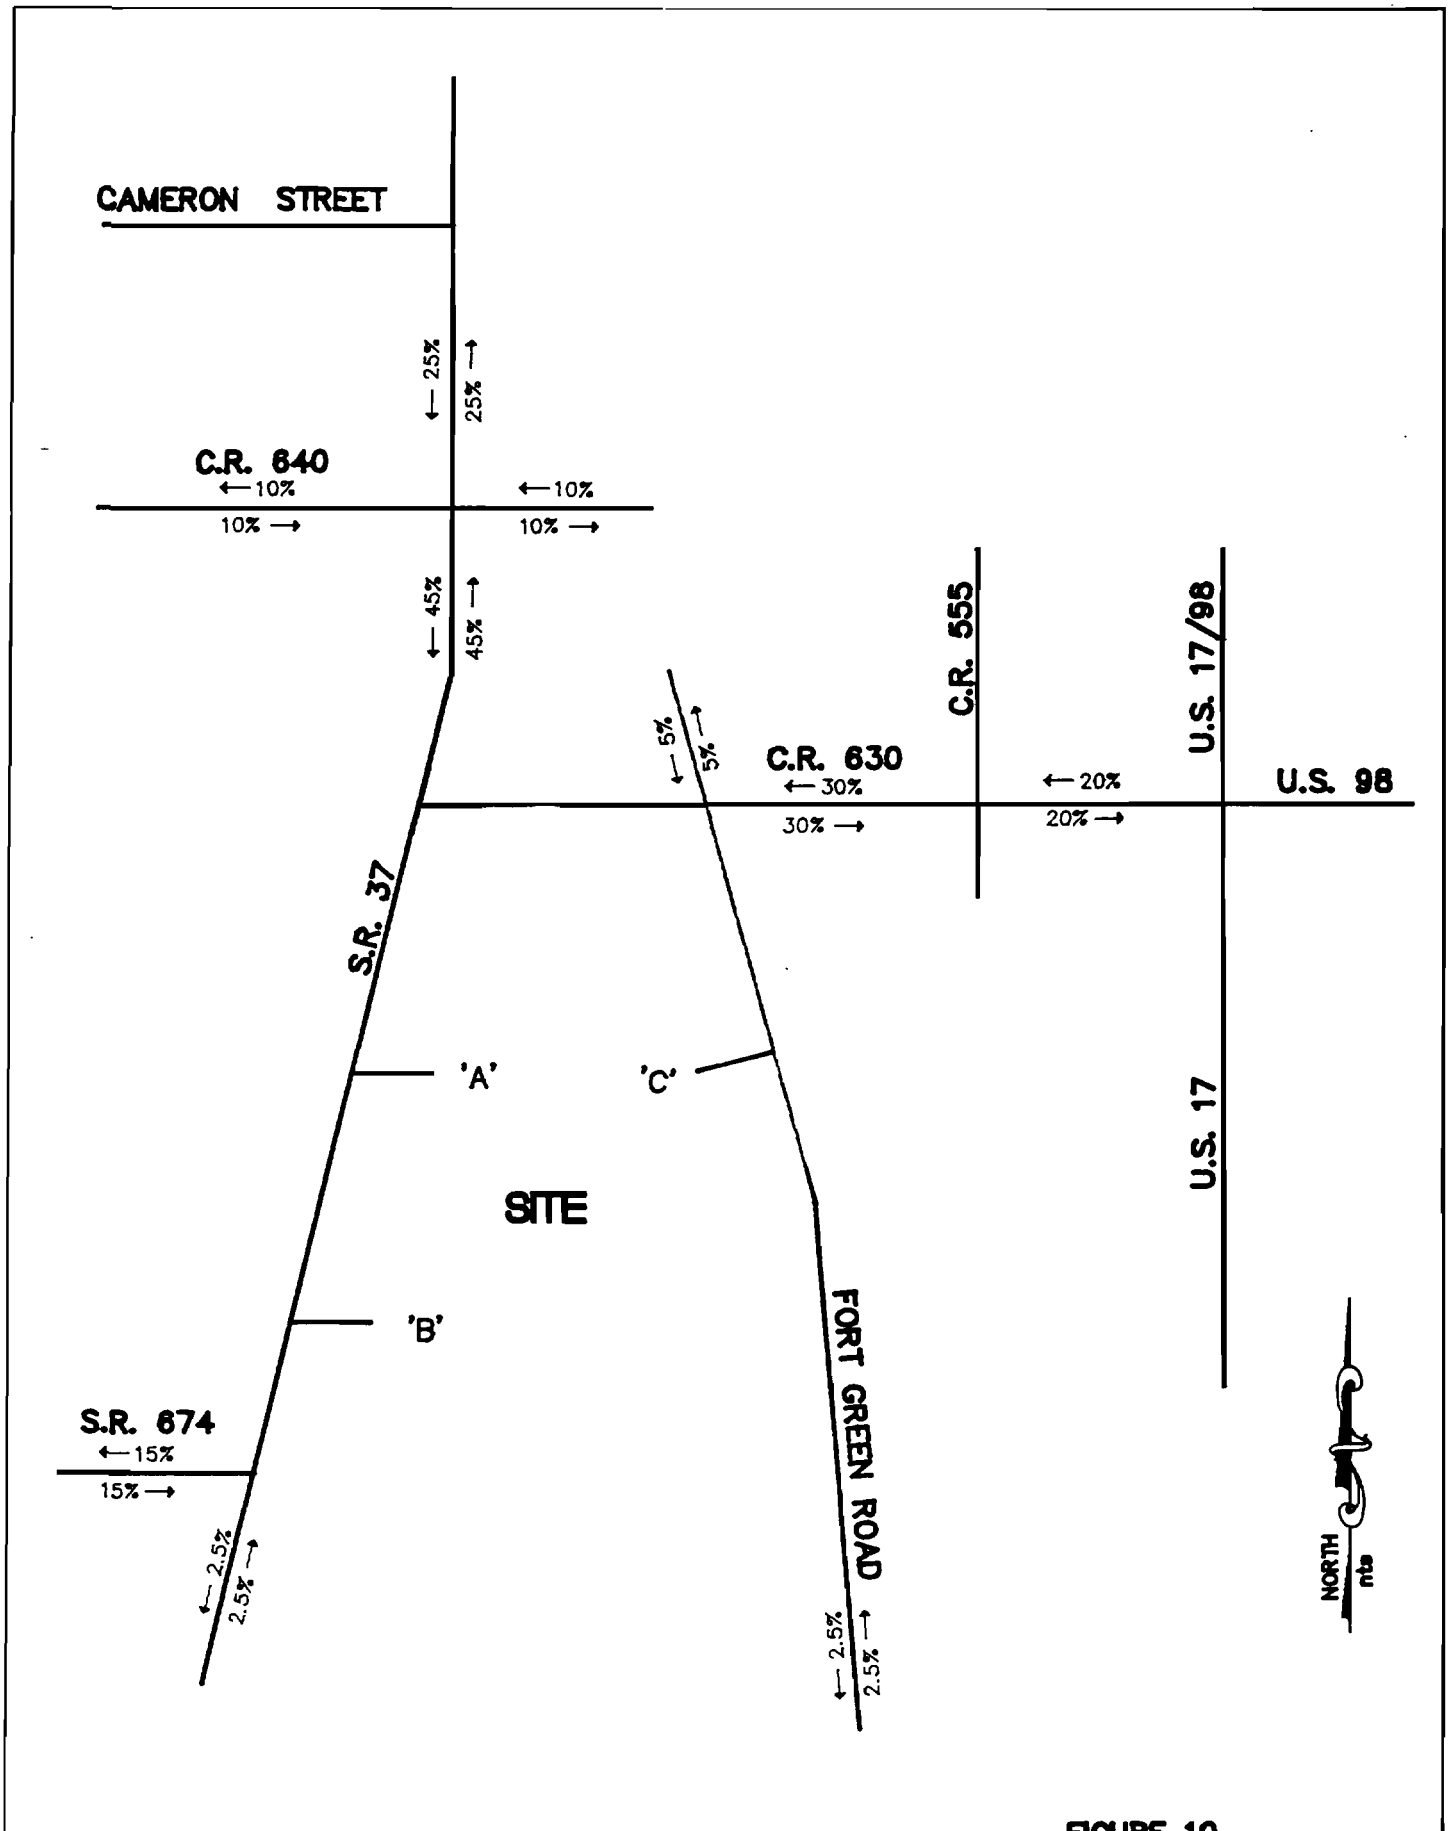 CAMERON STREET
← 25%
25% →
C.R. 640
← 10%
← 10%
10% →
10% →
← 45%
45% →
C.R. 555
U.S. 17/98
← 5%
5% →
C.R. 630
← 30%
← 20%
U.S. 98
30% →
20% →
S.R. 37
'A'
'C'
U.S. 17
SITE
'B'
FORT GREEN ROAD
S.R. 674
← 15%
15% →
← 2.5%
2.5% →
NORTH
nts
← 2.5%
2.5% →
FIGURE 10